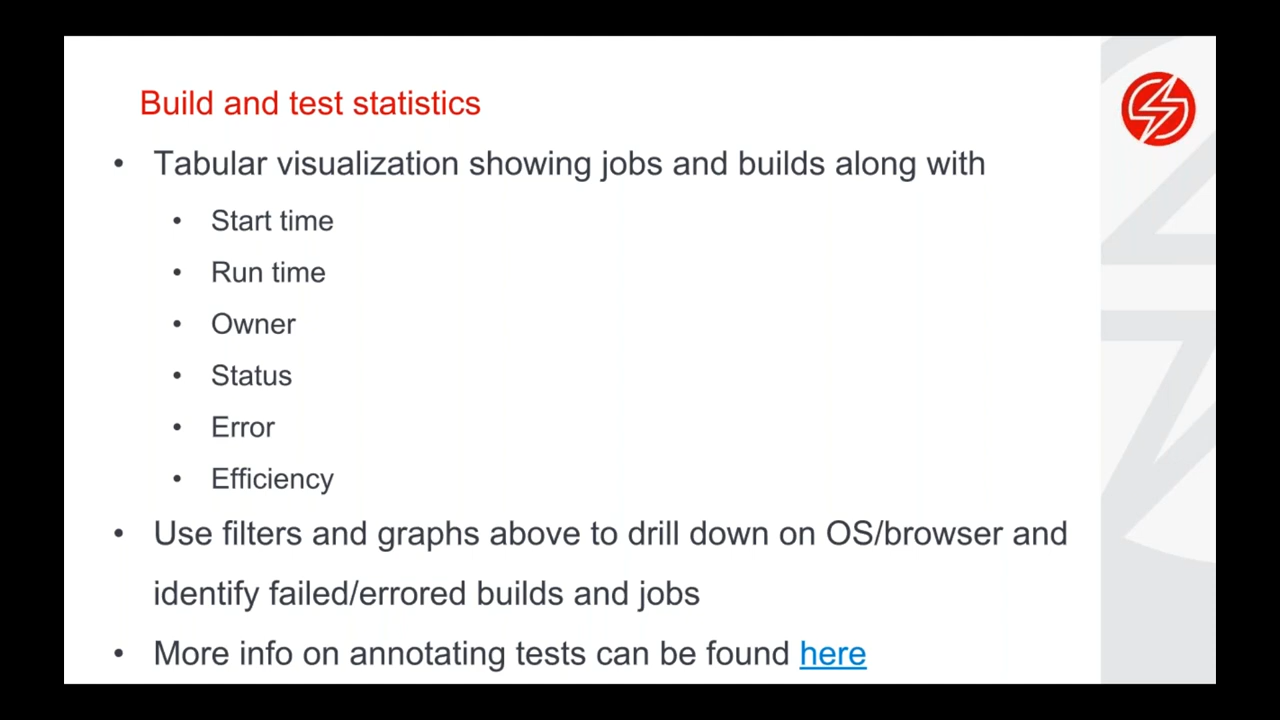 Build and test statistics
• Tabular visualization showing jobs and builds along with
• Start time
• Run time
• Owner
• Status
• Error
• Efficiency
• Use filters and graphs above to drill down on OS/browser and
identify failed/errored builds and jobs
• More info on annotating tests can be found here